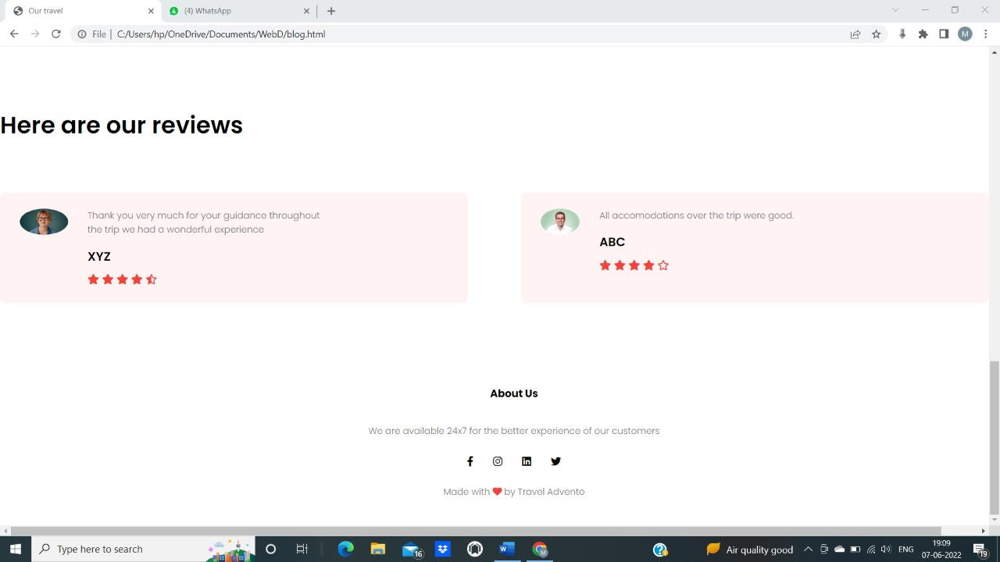 Our travel
4
(4) WhatsApp
File
C:/Users/hp/OneDrive/Documents/WebD/blog.html
M
Here are our reviews
Thank you very much for your guidance throughout
the trip we had a wonderful experience
XYZ
All accomodations over the trip were good.
ABC
About Us
We are available 24x7 for the better experience of our customers
Made with by Travel Advento
Type here to search
16
W
M
?
Air quality good
ENG
19:09
07-06-2022
19